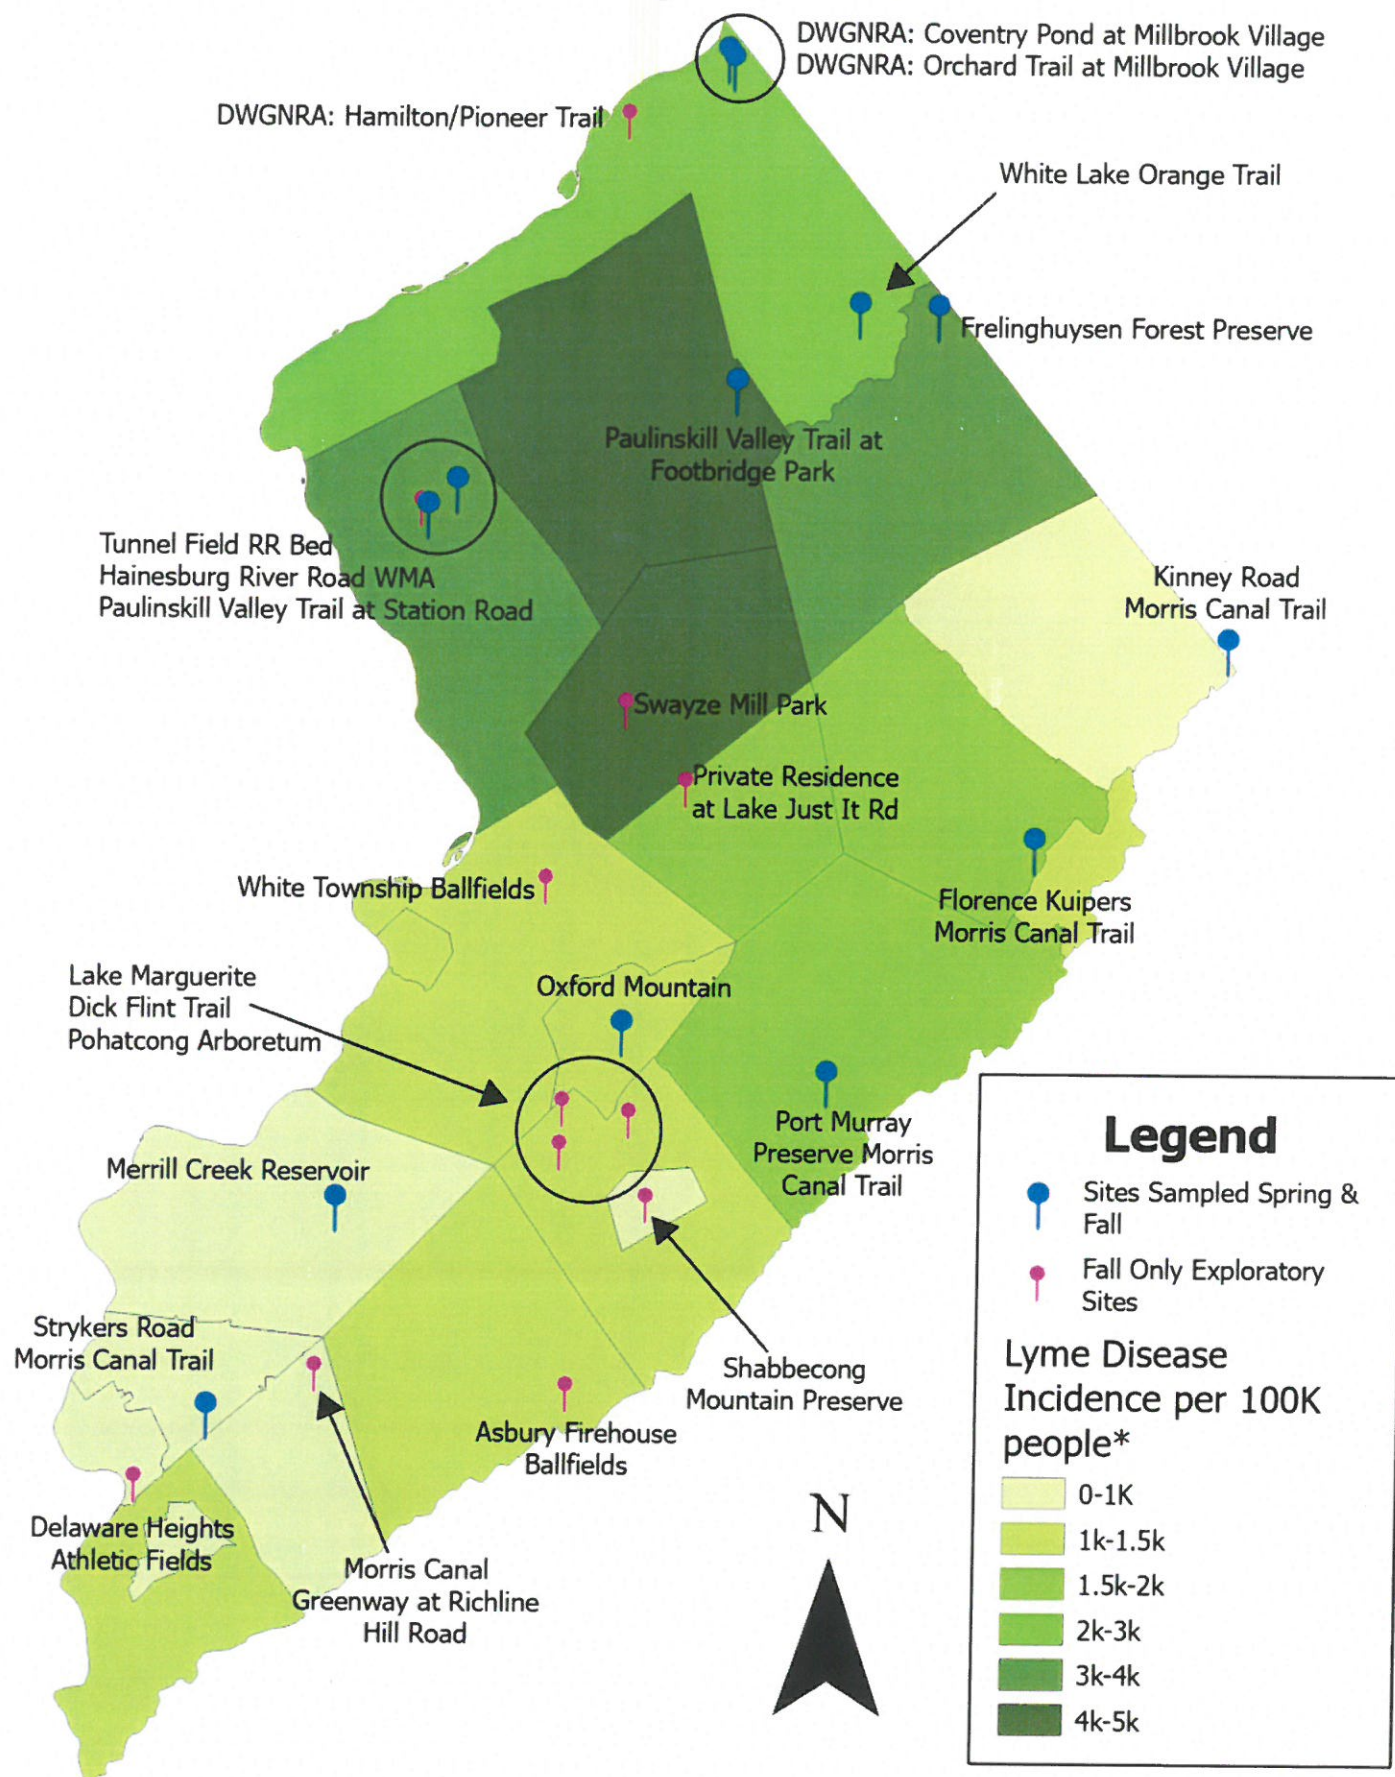 DWGNRA: Coventry Pond at Millbrook Village
DWGNRA: Orchard Trail at Millbrook Village
DWGNRA: Hamilton/Pioneer Trail
White Lake Orange Trail
Frelinghuysen Forest Preserve
Paulinskill Valley Trail at
Footbridge Park
Tunnel Field RR Bed
Hainesburg River Road WMA
Paulinskill Valley Trail at Station Road
Kinney Road
Morris Canal Trail
Swayze Mill Park
Private Residence
at Lake Just It Rd
White Township Ballfields
Florence Kuipers
Morris Canal Trail
Lake Marguerite
Dick Flint Trail
Pohatcong Arboretum
Oxford Mountain
Port Murray
Preserve Morris
Canal Trail
Merrill Creek Reservoir
Strykers Road
Morris Canal Trail
Shabbecong
Mountain Preserve
Asbury Firehouse
Ballfields
Delaware Heights
Athletic Fields
Morris Canal
Greenway at Richline
Hill Road
N
Legend
Sites Sampled Spring &
Fall
Fall Only Exploratory
Sites
Lyme Disease
Incidence per 100K
people*
0-1K
1k-1.5k
1.5k-2k
2k-3k
3k-4k
4k-5k